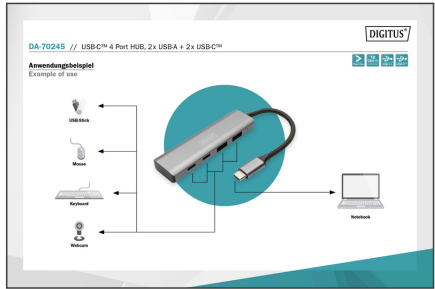 DIGITUS®
DA-70245 // USB-C™ 4 Port HUB, 2x USB-A + 2x USB-C™
Anwendungsbeispiel
Example of use
USB-Stick
Mouse
Keyboard
Webcam
Notebook